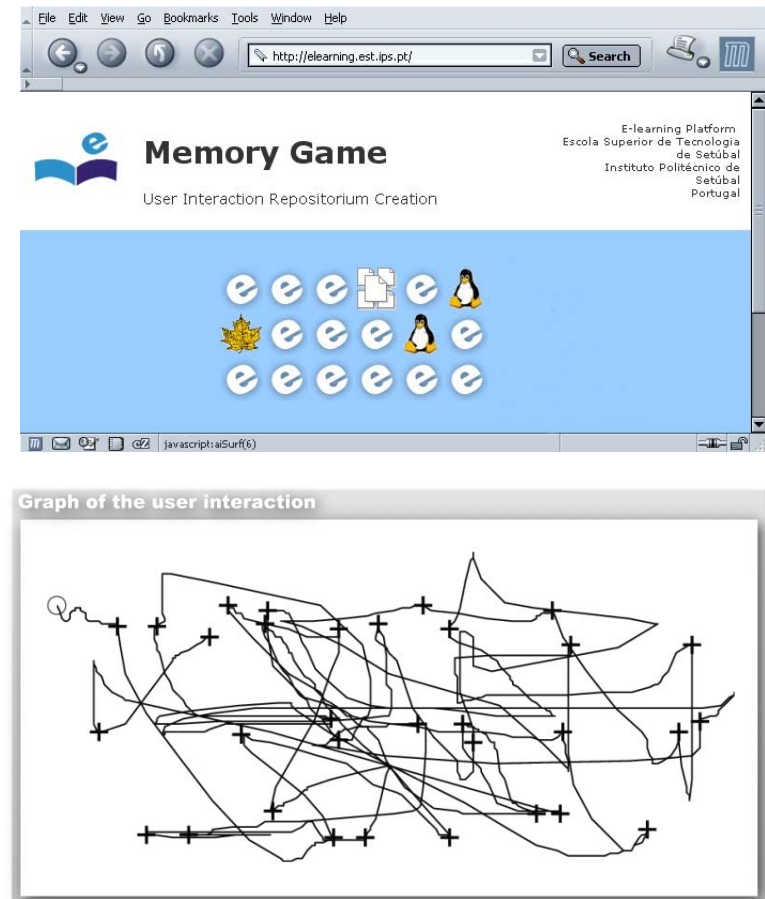 File Edit View Go Bookmarks Tools Window Help
http://elearning.est.ips.pt/ Search
Memory Game
User Interaction Repositorium Creation
E-learning Platform
Escola Superior de Tecnologia
de Setúbal
Instituto Politécnico de
Setúbal
Portugal
javascript:aiSurf(6)
Graph of the user interaction